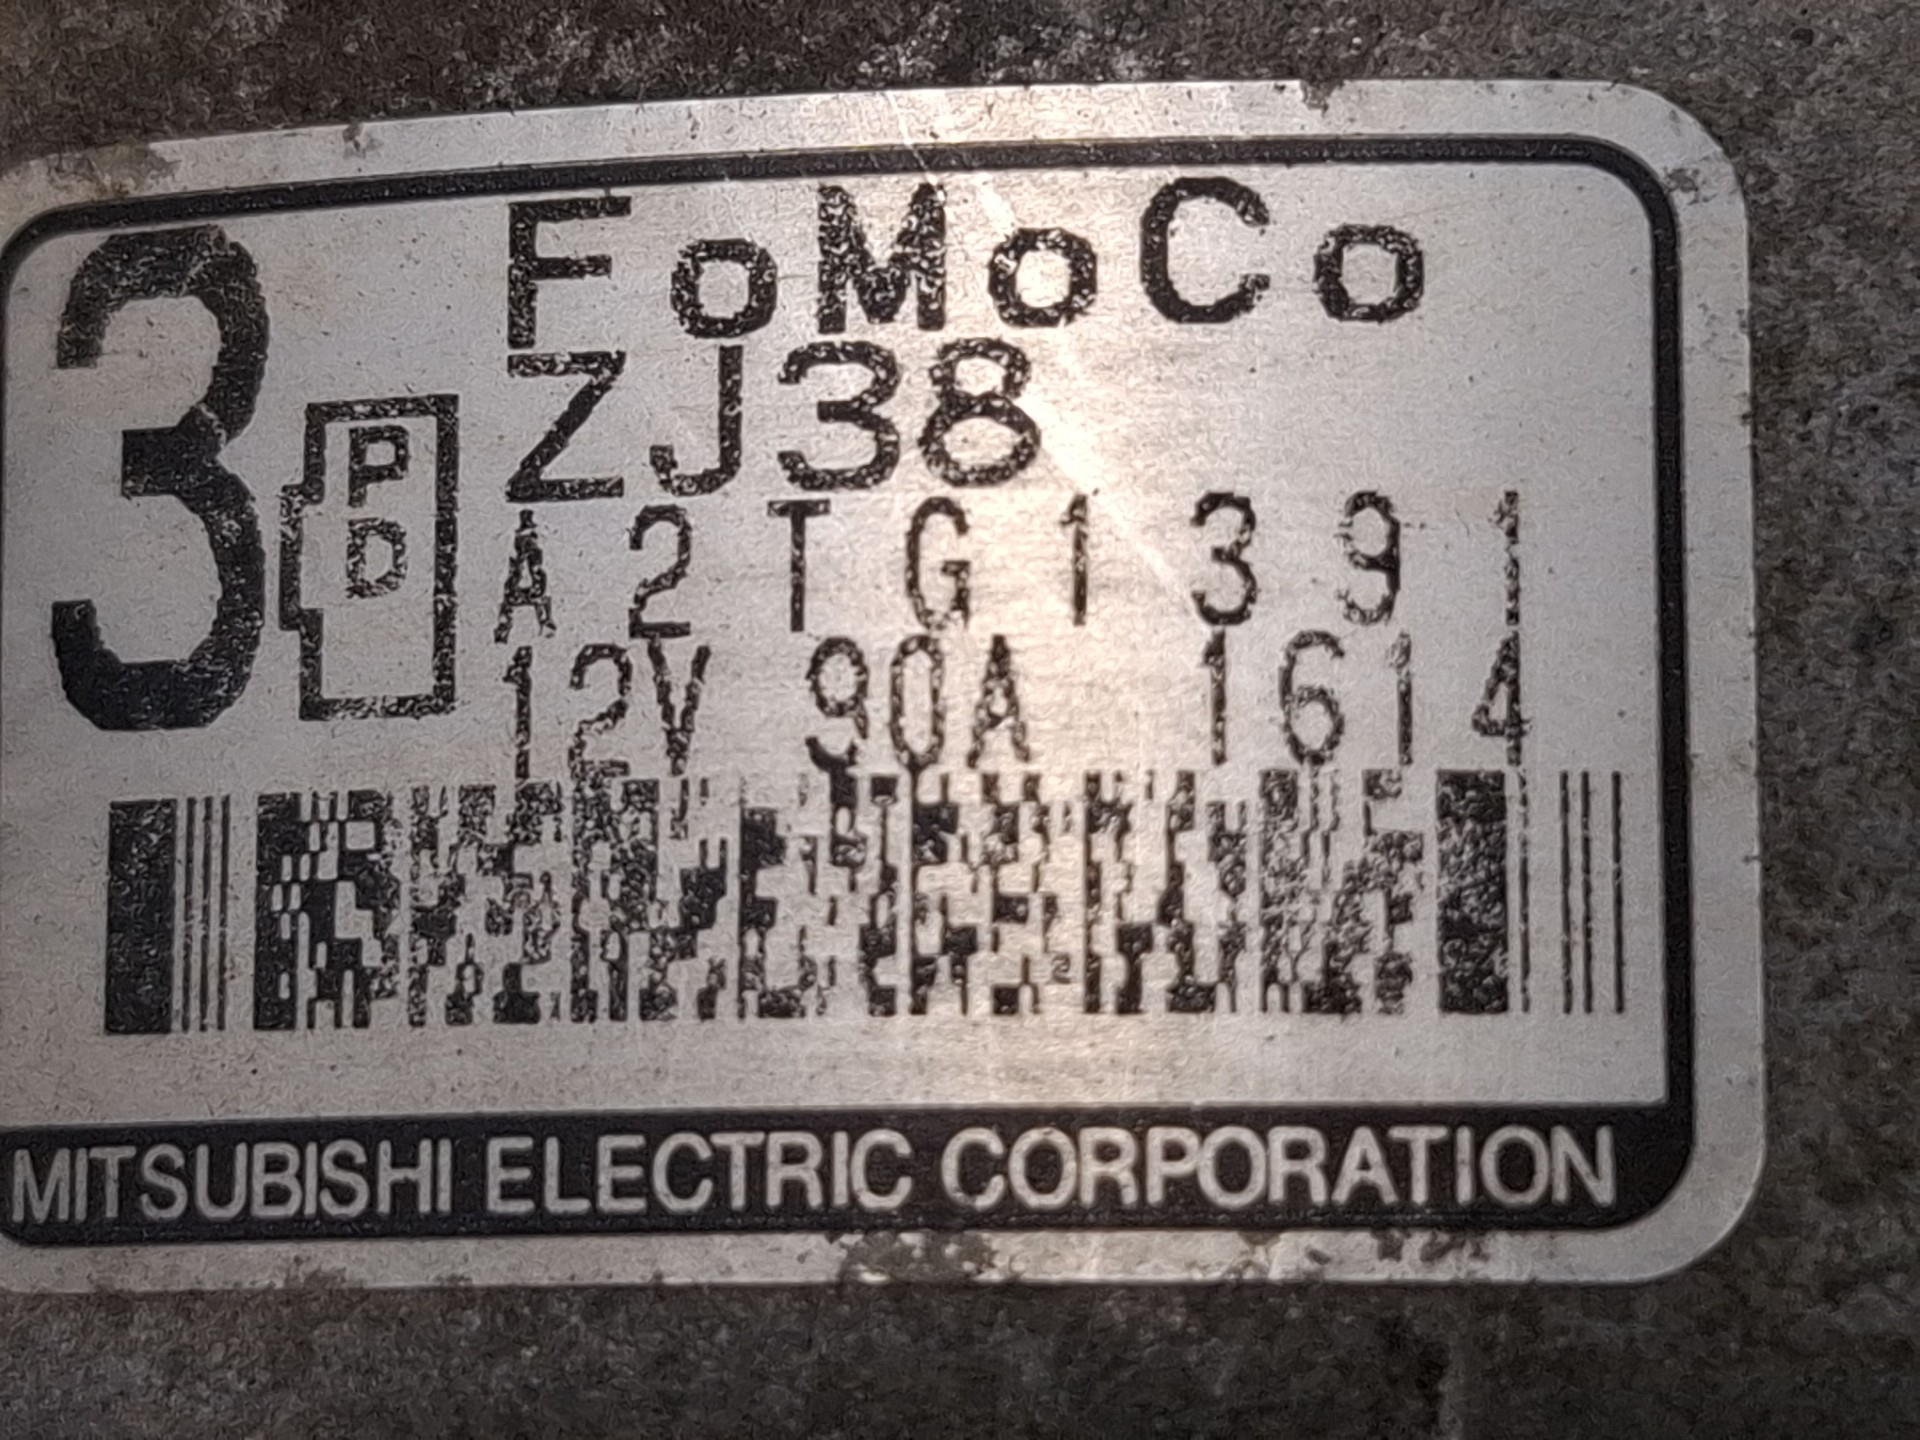 3 PD
FoMoCo
ZJ38
A2TG1391
12V 90A 1614
MITSUBISHI ELECTRIC CORPORATION